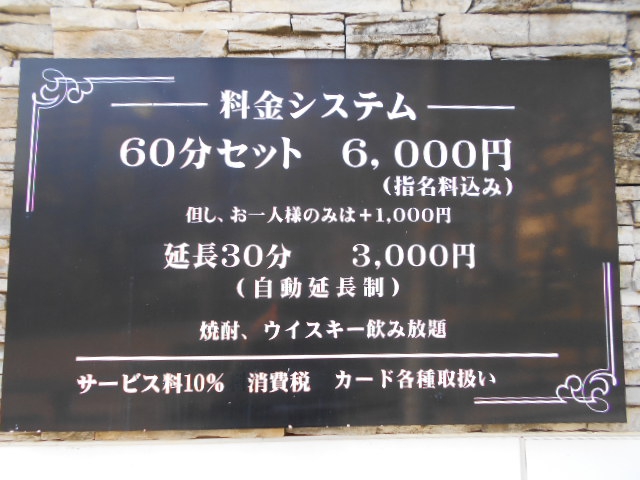 料金システム
60分セット 6,000円
(指名料込み)
但し、お一人様のみは+1,000円
延長30分 3,000円
(自動延長制)
焼酎、ウイスキー飲み放題
サービス料10% 消費税 カード各種取扱い